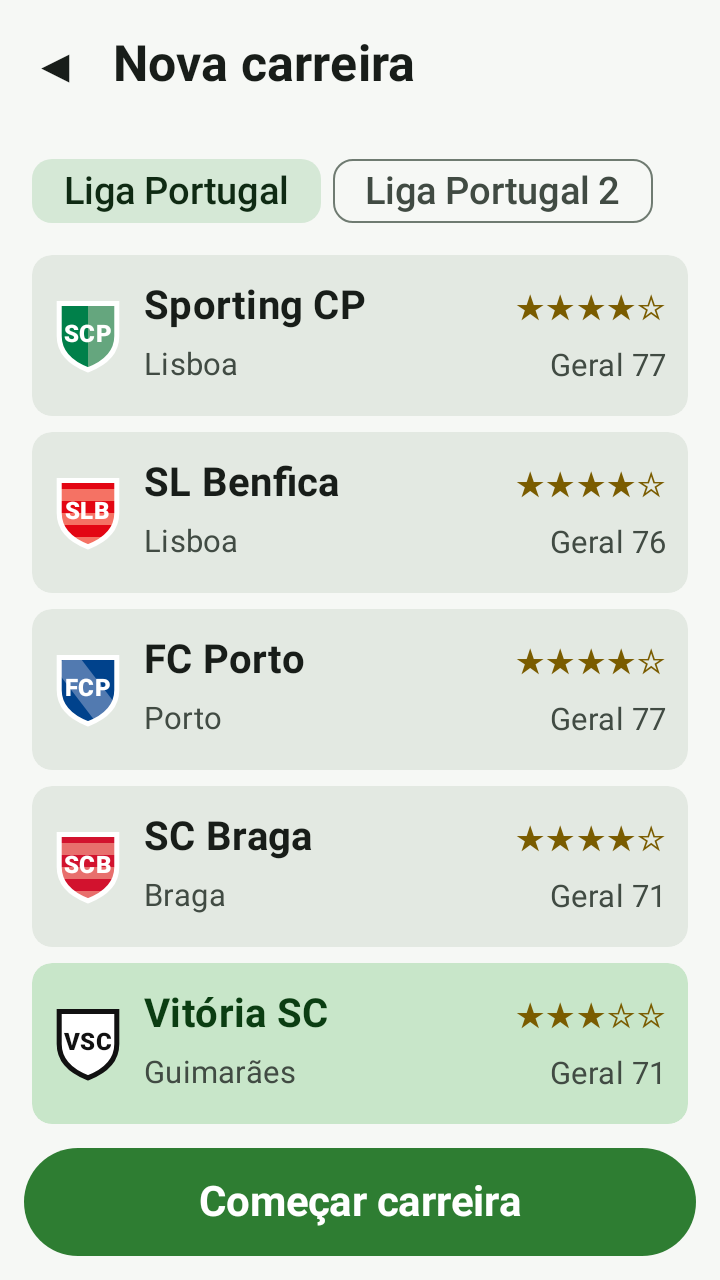 ◀ Nova carreira
Liga Portugal Liga Portugal 2
SCP Sporting CP ★★★★☆
Lisboa Geral 77
SLB SL Benfica ★★★★☆
Lisboa Geral 76
FCP FC Porto ★★★★☆
Porto Geral 77
SCB SC Braga ★★★★☆
Braga Geral 71
VSC Vitória SC ★★★☆☆
Guimarães Geral 71
Começar carreira